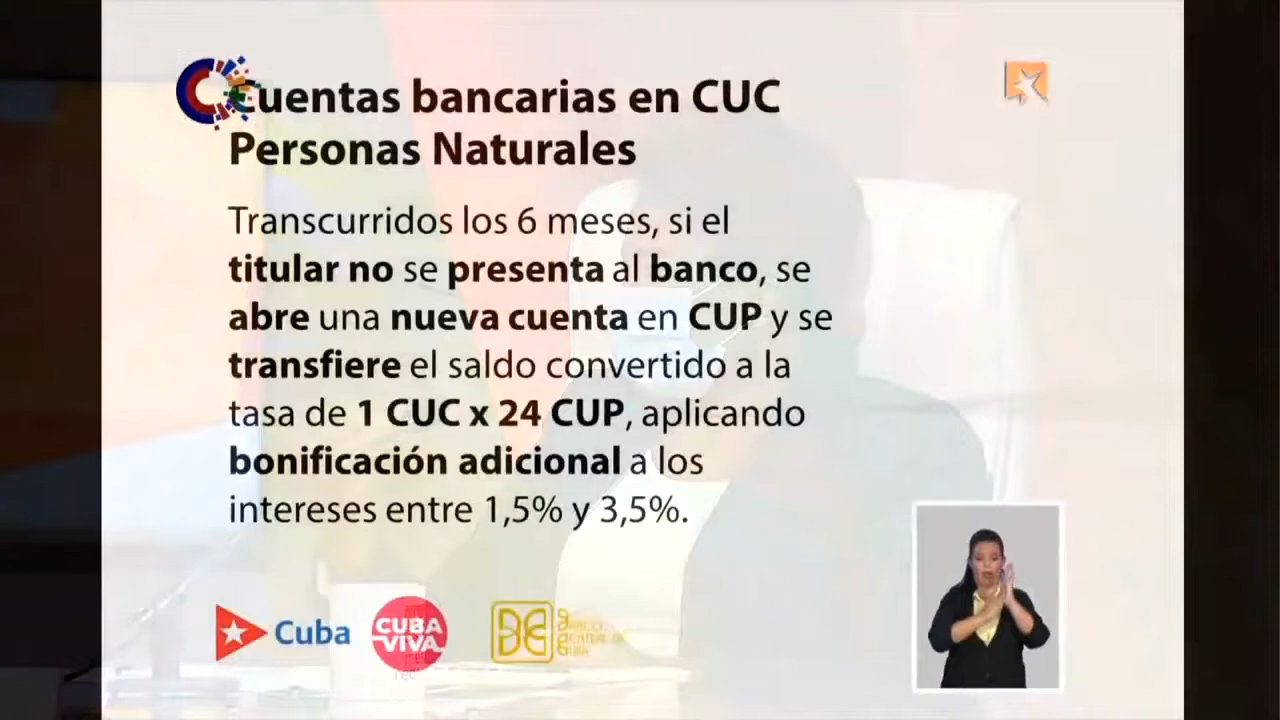 Cuentas bancarias en CUC
Personas Naturales
Transcurridos los 6 meses, si el
titular no se presenta al banco, se
abre una nueva cuenta en CUP y se
transfiere el saldo convertido a la
tasa de 1 CUC x 24 CUP, aplicando
bonificación adicional a los
intereses entre 1,5% y 3,5%.
Cuba
CUBA
VIVA